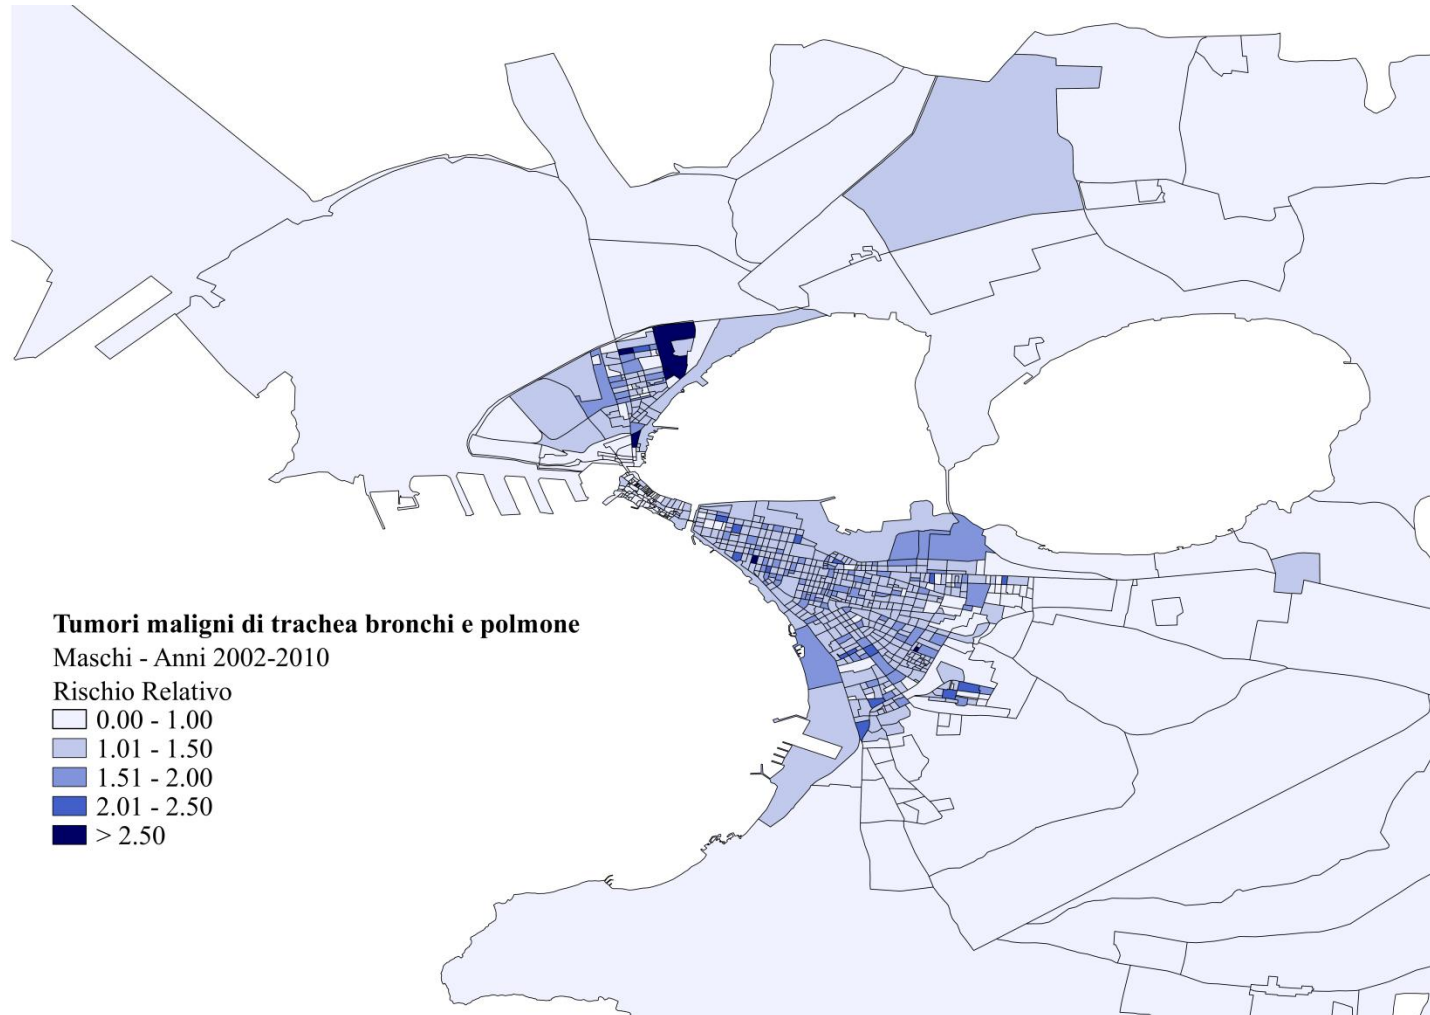 Tumori maligni di trachea bronchi e polmone
Maschi - Anni 2002-2010
Rischio Relativo
0.00 - 1.00
1.01 - 1.50
1.51 - 2.00
2.01 - 2.50
> 2.50